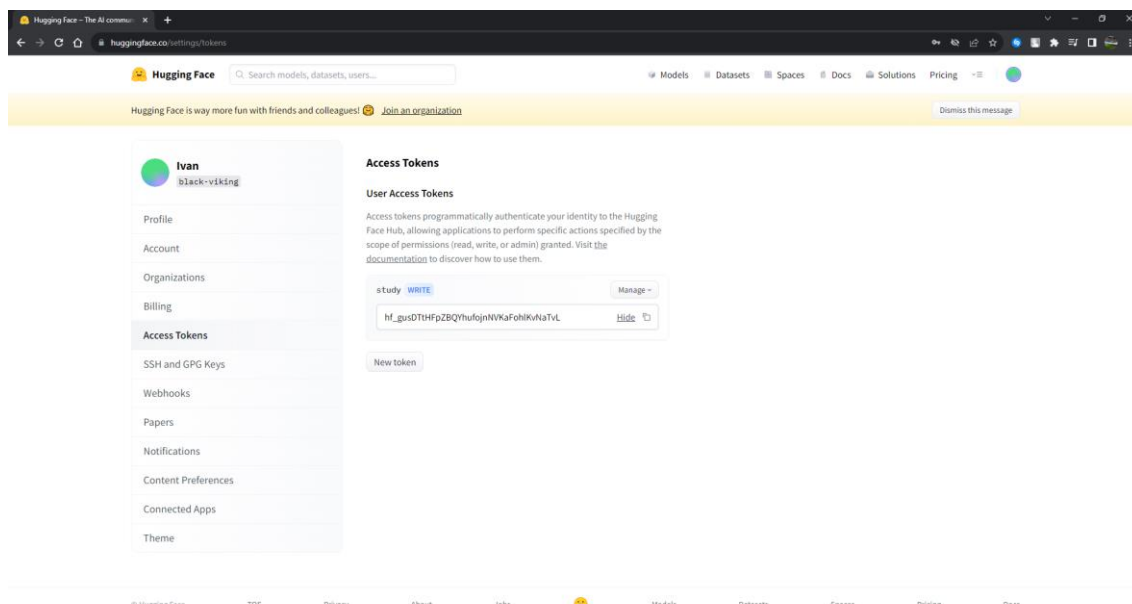 Hugging Face – The AI commun
huggingface.co/settings/tokens
Hugging Face
Search models, datasets, users...
Models Datasets Spaces Docs Solutions Pricing
Hugging Face is way more fun with friends and colleagues! 🤗 Join an organization
Dismiss this message
Ivan
black-viking
Profile
Account
Organizations
Billing
Access Tokens
SSH and GPG Keys
Webhooks
Papers
Notifications
Content Preferences
Connected Apps
Theme
Access Tokens
User Access Tokens
Access tokens programmatically authenticate your identity to the Hugging
Face Hub, allowing applications to perform specific actions specified by the
scope of permissions (read, write, or admin) granted. Visit the
documentation to discover how to use them.
study WRITE
Manage
Hide
New token